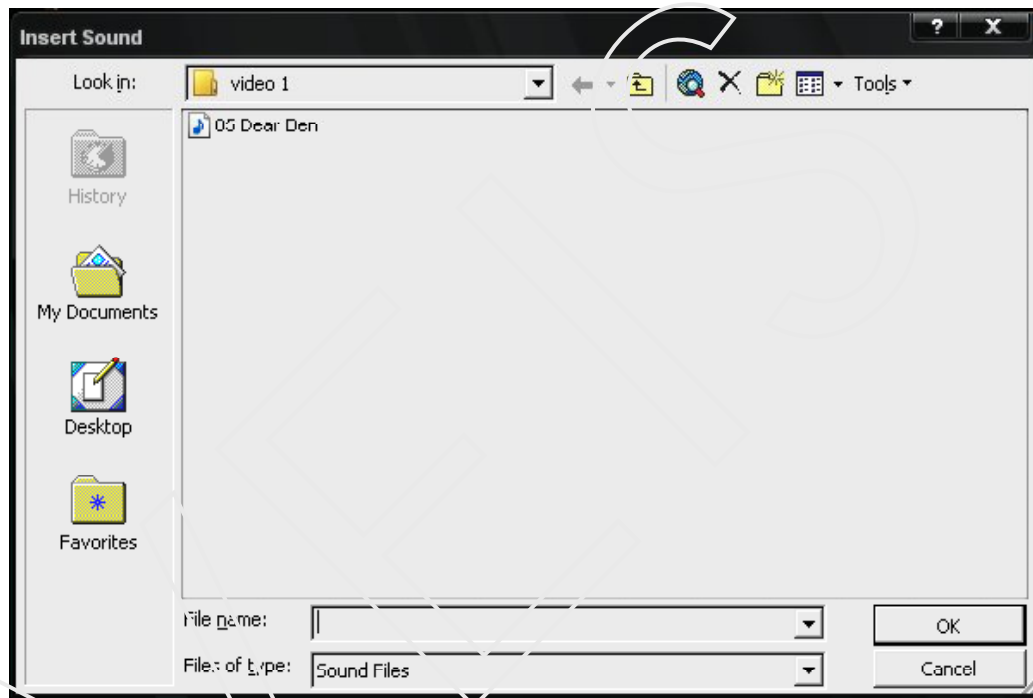 Insert Sound
Look in:
video 1
Tools
05 Dear Den
History
My Documents
Desktop
Favorites
File name:
OK
Files of type:
Sound Files
Cancel